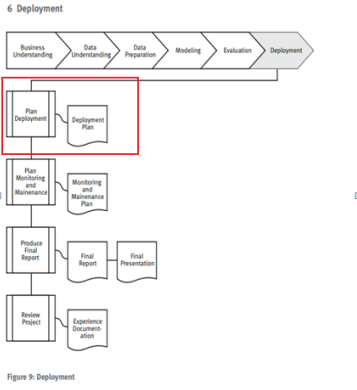 6 Deployment
Business
Understanding
Data
Understanding
Data
Preparation
Modeling
Evaluation
Deployment
Plan
Deployment
Deployment
Plan
Plan
Monitoring
and
Mainenance
Monitoring
and
Mainenance
Plan
Produce
Final
Report
Final
Report
Final
Presentation
Review
Project
Experience
Document-
ation
Figure 9: Deployment